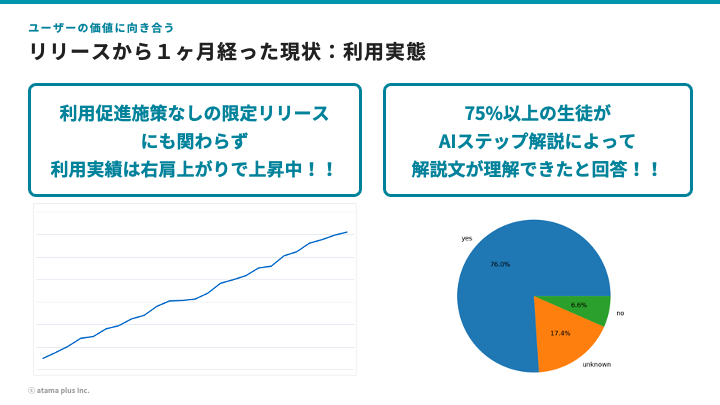 ユーザーの価値に向き合う
リリースから１ヶ月経った現状：利用実態
利用促進施策なしの限定リリース
にも関わらず
利用実績は右肩上がりで上昇中！！
75%以上の生徒が
AIステップ解説によって
解説文が理解できたと回答！！
yes
76.0%
6.6%
no
17.4%
unknown
ⓒ atama plus Inc.